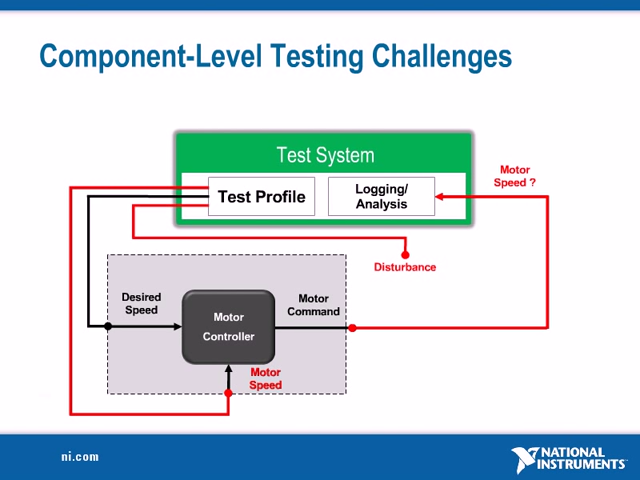 Component-Level Testing Challenges
Test System
Test Profile
Logging/
Analysis
Motor
Speed ?
Disturbance
Desired
Speed
Motor
Controller
Motor
Command
Motor
Speed
ni.com
NATIONAL
INSTRUMENTS